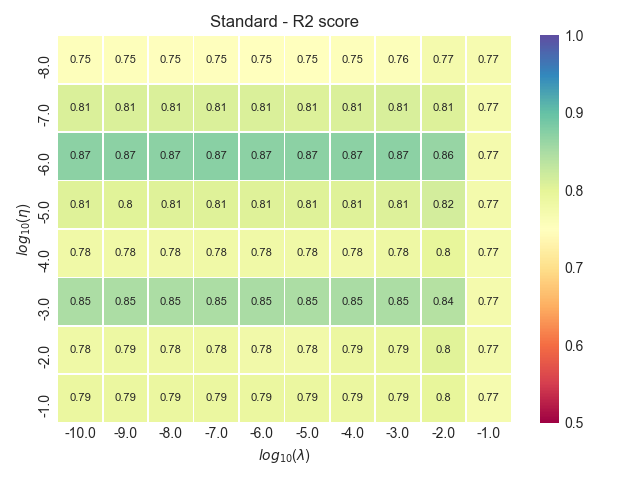 Standard - R2 score
-8.0 0.75 0.75 0.75 0.75 0.75 0.75 0.75 0.76 0.77 0.77
-7.0 0.81 0.81 0.81 0.81 0.81 0.81 0.81 0.81 0.81 0.77
-6.0 0.87 0.87 0.87 0.87 0.87 0.87 0.87 0.87 0.86 0.77
-5.0 0.81 0.8 0.81 0.81 0.81 0.81 0.81 0.81 0.82 0.77
-4.0 0.78 0.78 0.78 0.78 0.78 0.78 0.78 0.78 0.8 0.77
-3.0 0.85 0.85 0.85 0.85 0.85 0.85 0.85 0.85 0.84 0.77
-2.0 0.78 0.79 0.78 0.78 0.78 0.78 0.79 0.79 0.8 0.77
-1.0 0.79 0.79 0.79 0.79 0.79 0.79 0.79 0.79 0.8 0.77
-10.0 -9.0 -8.0 -7.0 -6.0 -5.0 -4.0 -3.0 -2.0 -1.0
log₁₀(λ)
log₁₀(η)
1.0
0.9
0.8
0.7
0.6
0.5